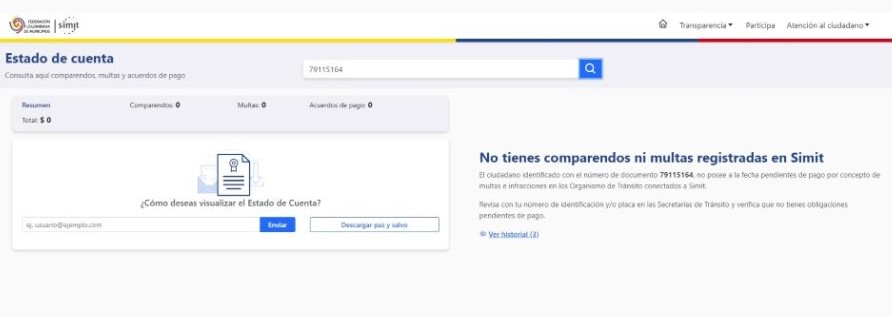 FEDERACIÓN
COLOMBIANA
DE MUNICIPIOS
simit
Transparencia
Participa
Atención al ciudadano
Estado de cuenta
Consulta aquí comparendos, multas y acuerdos de pago
79115164
Resumen
Comparendos: 0
Multas: 0
Acuerdos de pago: 0
Total: $ 0
¿Cómo deseas visualizar el Estado de Cuenta?
ej. usuario@ejemplo.com
Enviar
Descargar paz y salvo
No tienes comparendos ni multas registradas en Simit
El ciudadano identificado con el número de documento 79115164, no posee a la fecha pendientes de pago por concepto de
multas e infracciones en los Organismo de Tránsito conectados a Simit.
Revisa con tu número de identificación y/o placa en las Secretarías de Tránsito y verifica que no tienes obligaciones
pendientes de pago.
Ver historial (3)